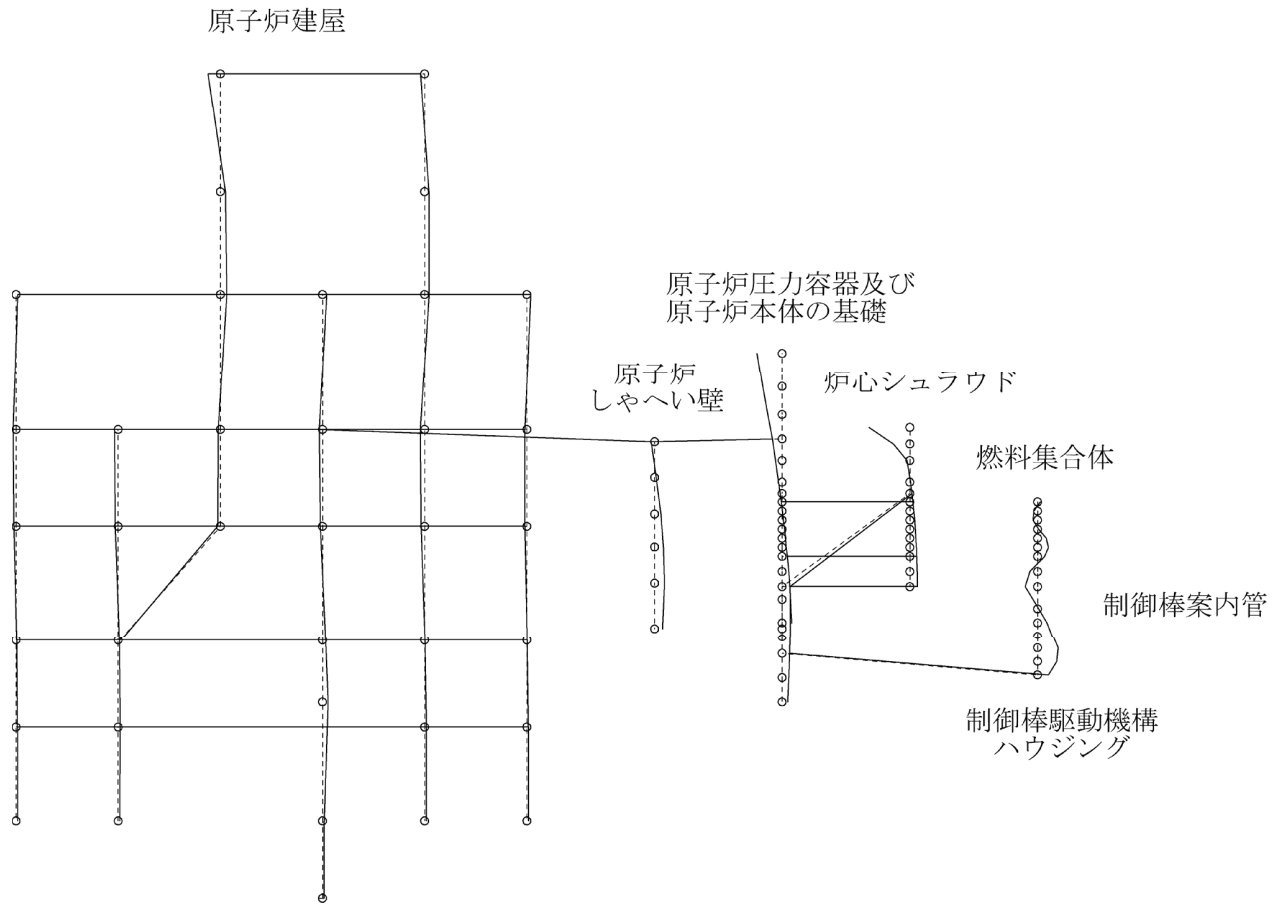 原子炉建屋
原子炉圧力容器及び
原子炉本体の基礎
原子炉
しゃへい壁
炉心シュラウド
燃料集合体
制御棒案内管
制御棒駆動機構
ハウジング